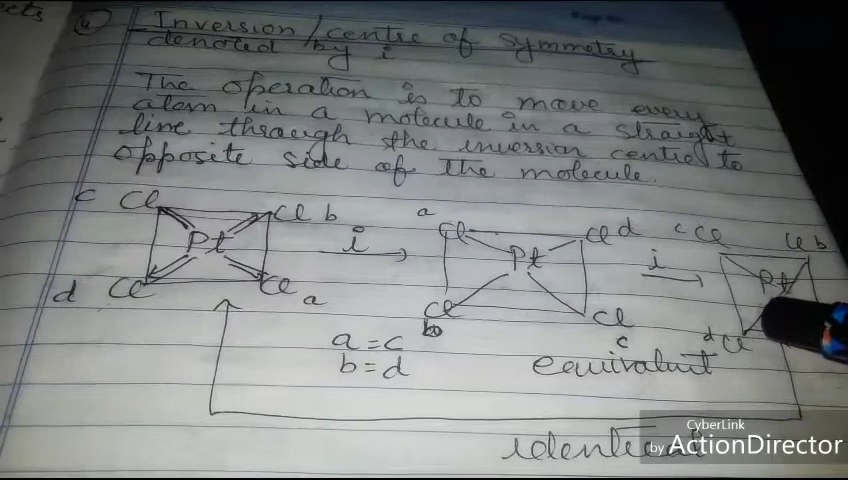 ects
4
Inversion/centre of symmetry
denoted by i
The operation is to move every
atom in a molecule in a straight
line through the inversion centre to
opposite side of the molecule.
c Cl Cl b
Pt
d Cl Cl a
i
a Cl Cl d
Pt
Cl b Cl c
i
c Cl Cl b
Pt
d Cl
a = c
b = d
equivalent
identical
CyberLink
by ActionDirector